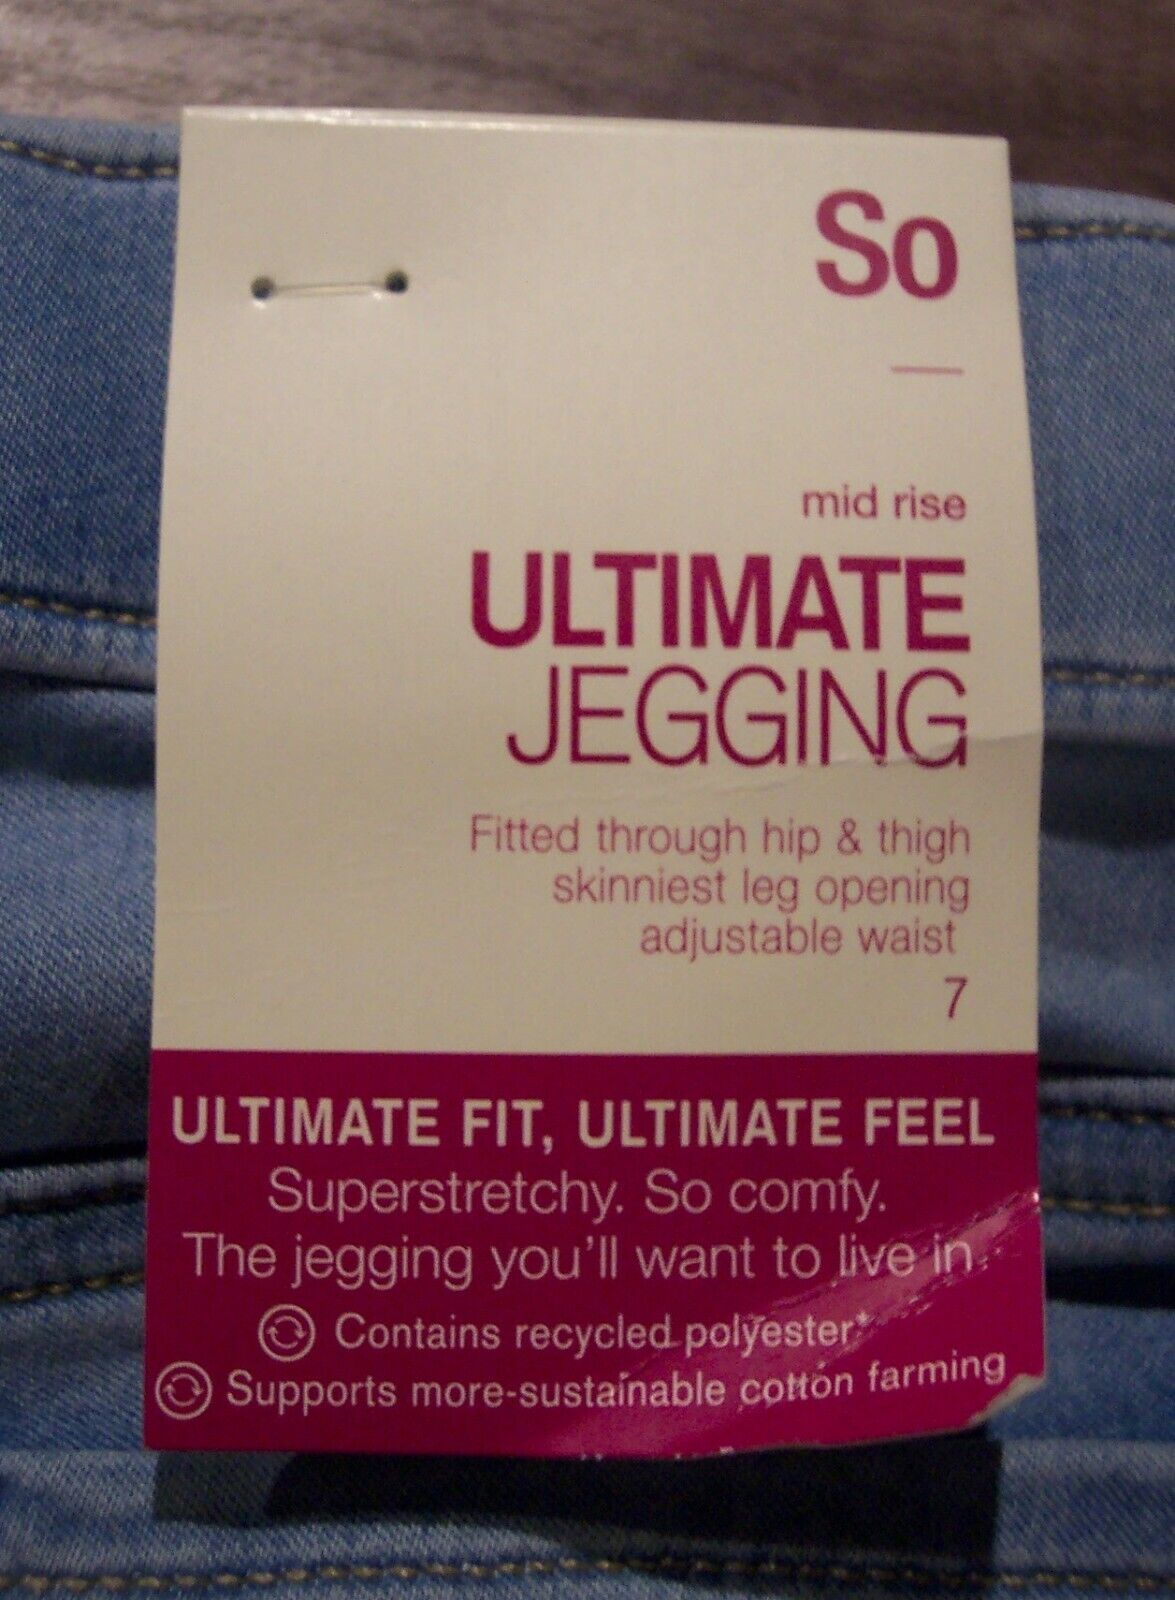 So
mid rise
ULTIMATE
JEGGING
Fitted through hip & thigh
skinniest leg opening
adjustable waist
7
ULTIMATE FIT, ULTIMATE FEEL
Superstretchy. So comfy.
The jegging you'll want to live in.
Contains recycled polyester*
Supports more-sustainable cotton farming